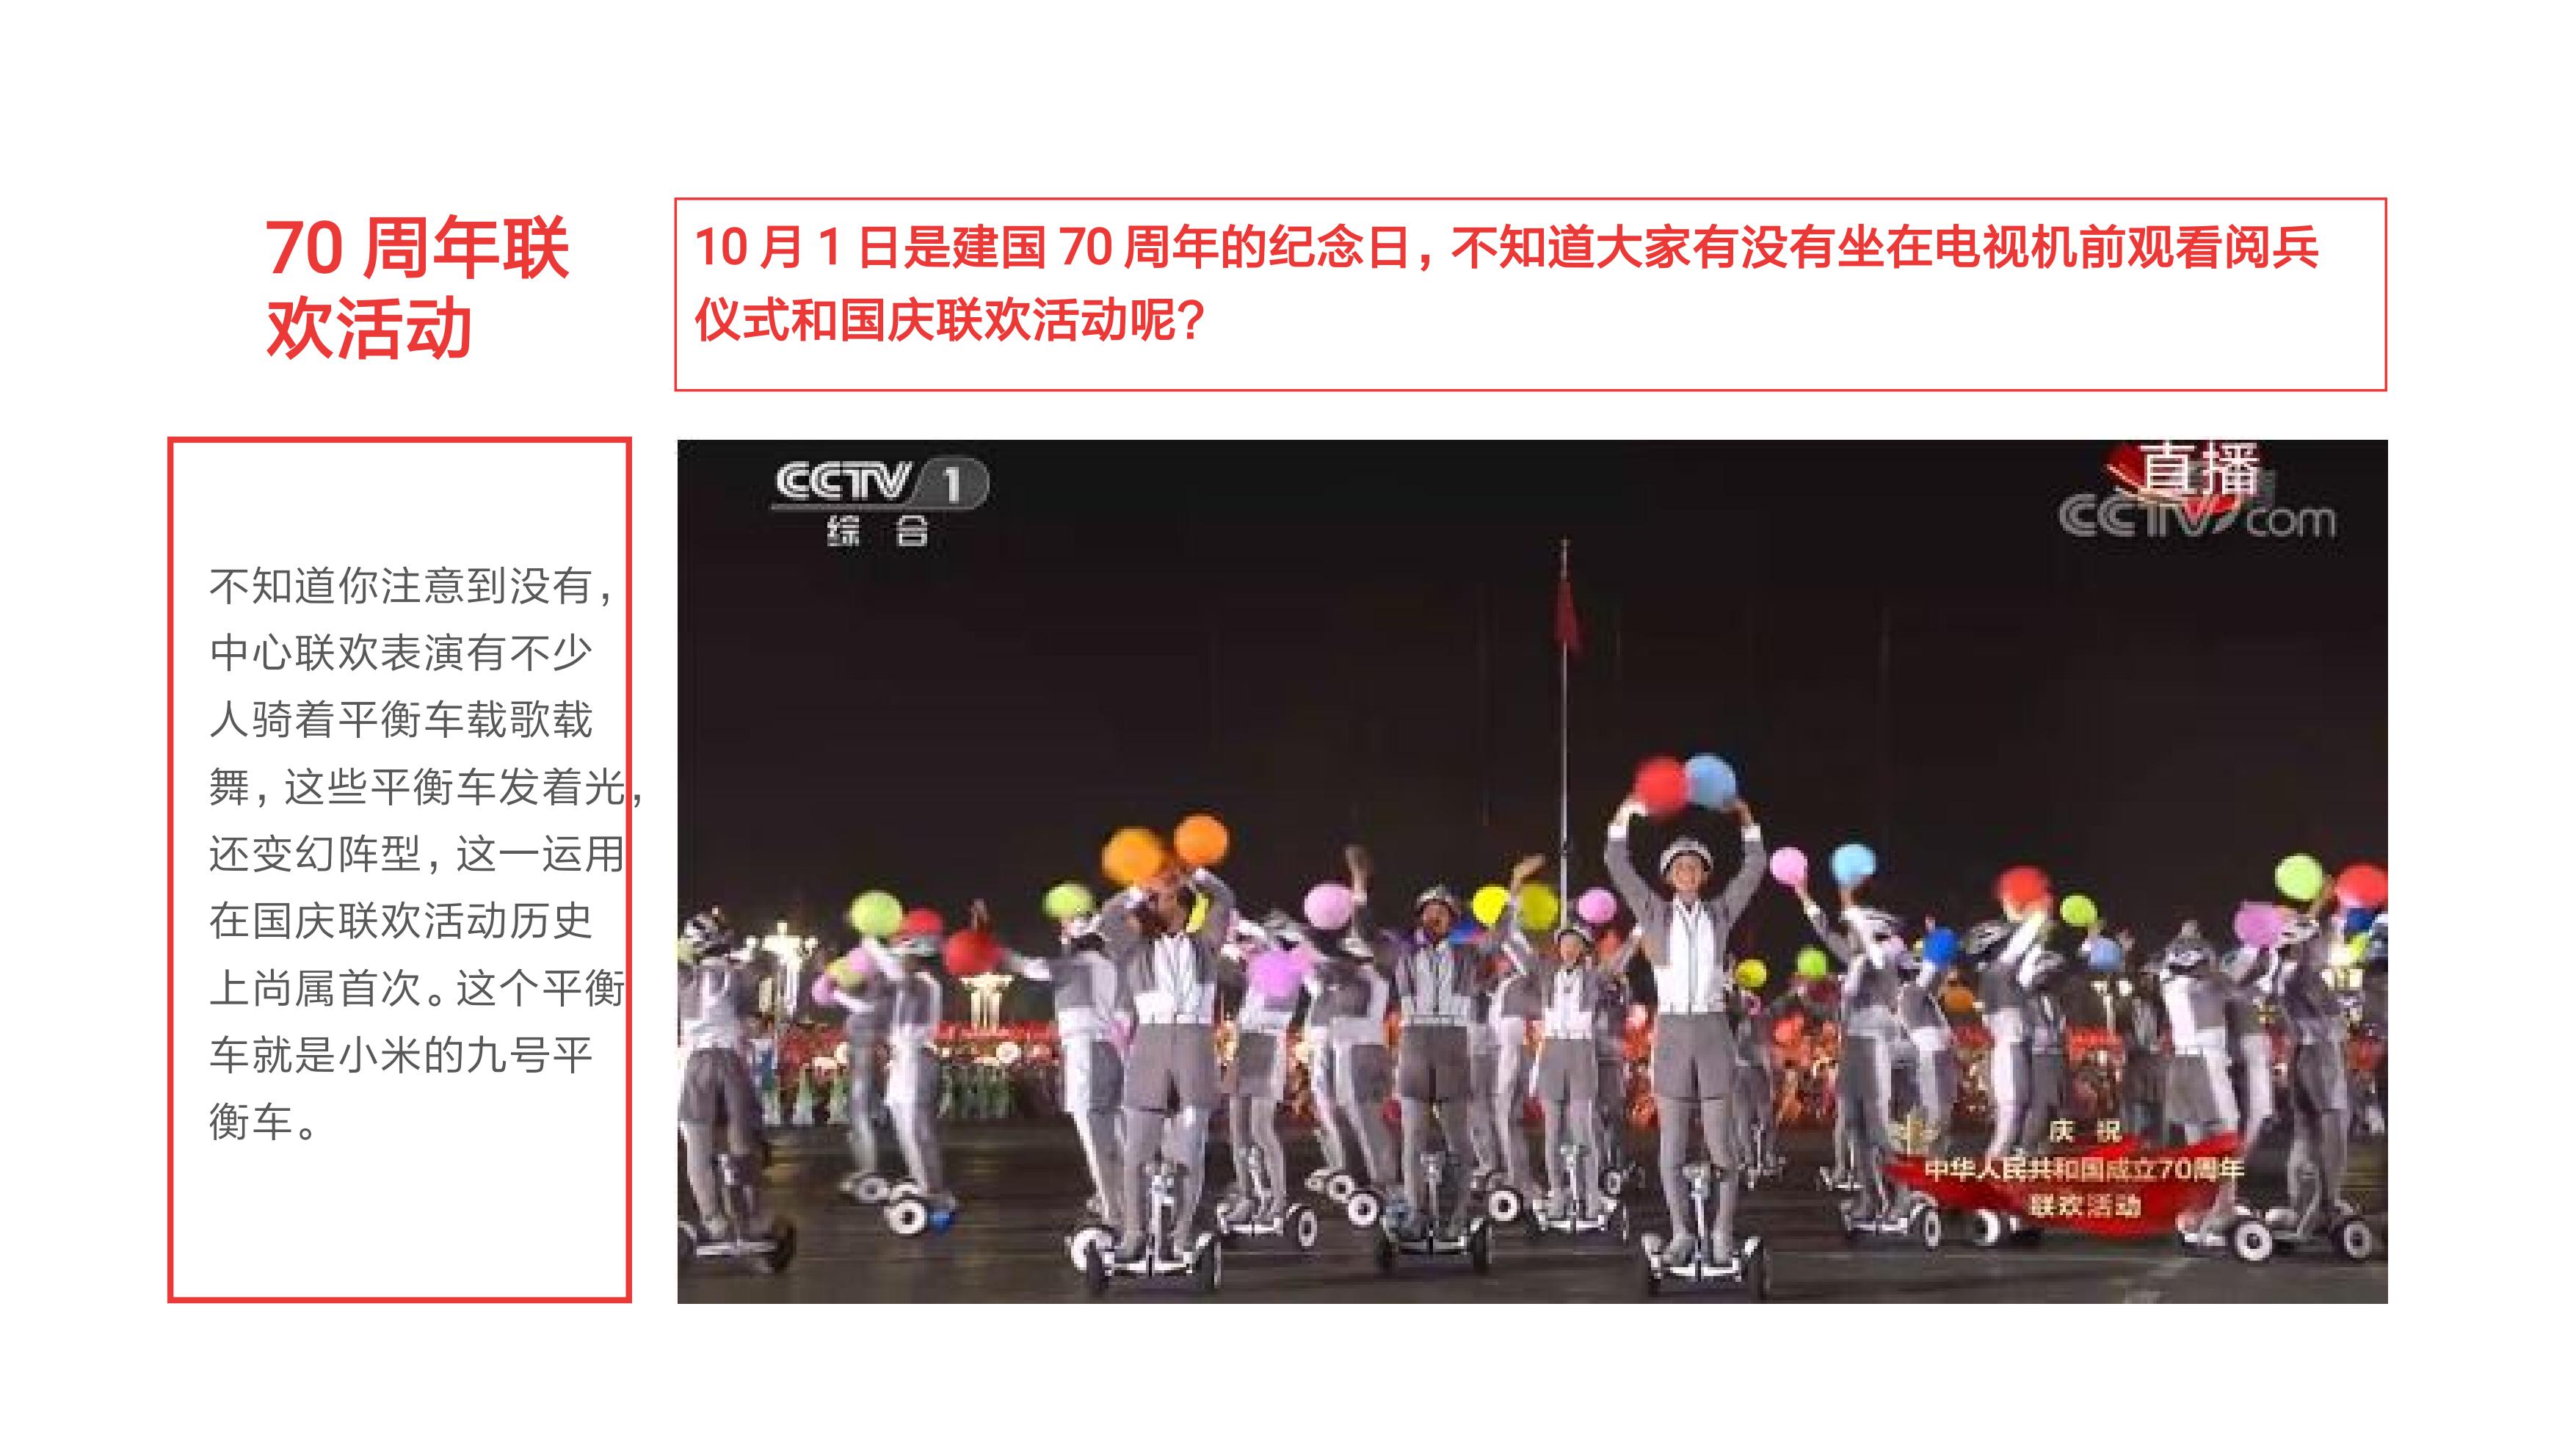 70 周年联
欢活动
10 月 1 日是建国 70 周年的纪念日，不知道大家有没有坐在电视机前观看阅兵
仪式和国庆联欢活动呢？
不知道你注意到没有，
中心联欢表演有不少
人骑着平衡车载歌载
舞，这些平衡车发着光，
还变幻阵型，这一运用
在国庆联欢活动历史
上尚属首次。这个平衡
车就是小米的九号平
衡车。
CCTV 1
综 合
直播
CCTV com
庆 祝
中华人民共和国成立70周年
联欢活动